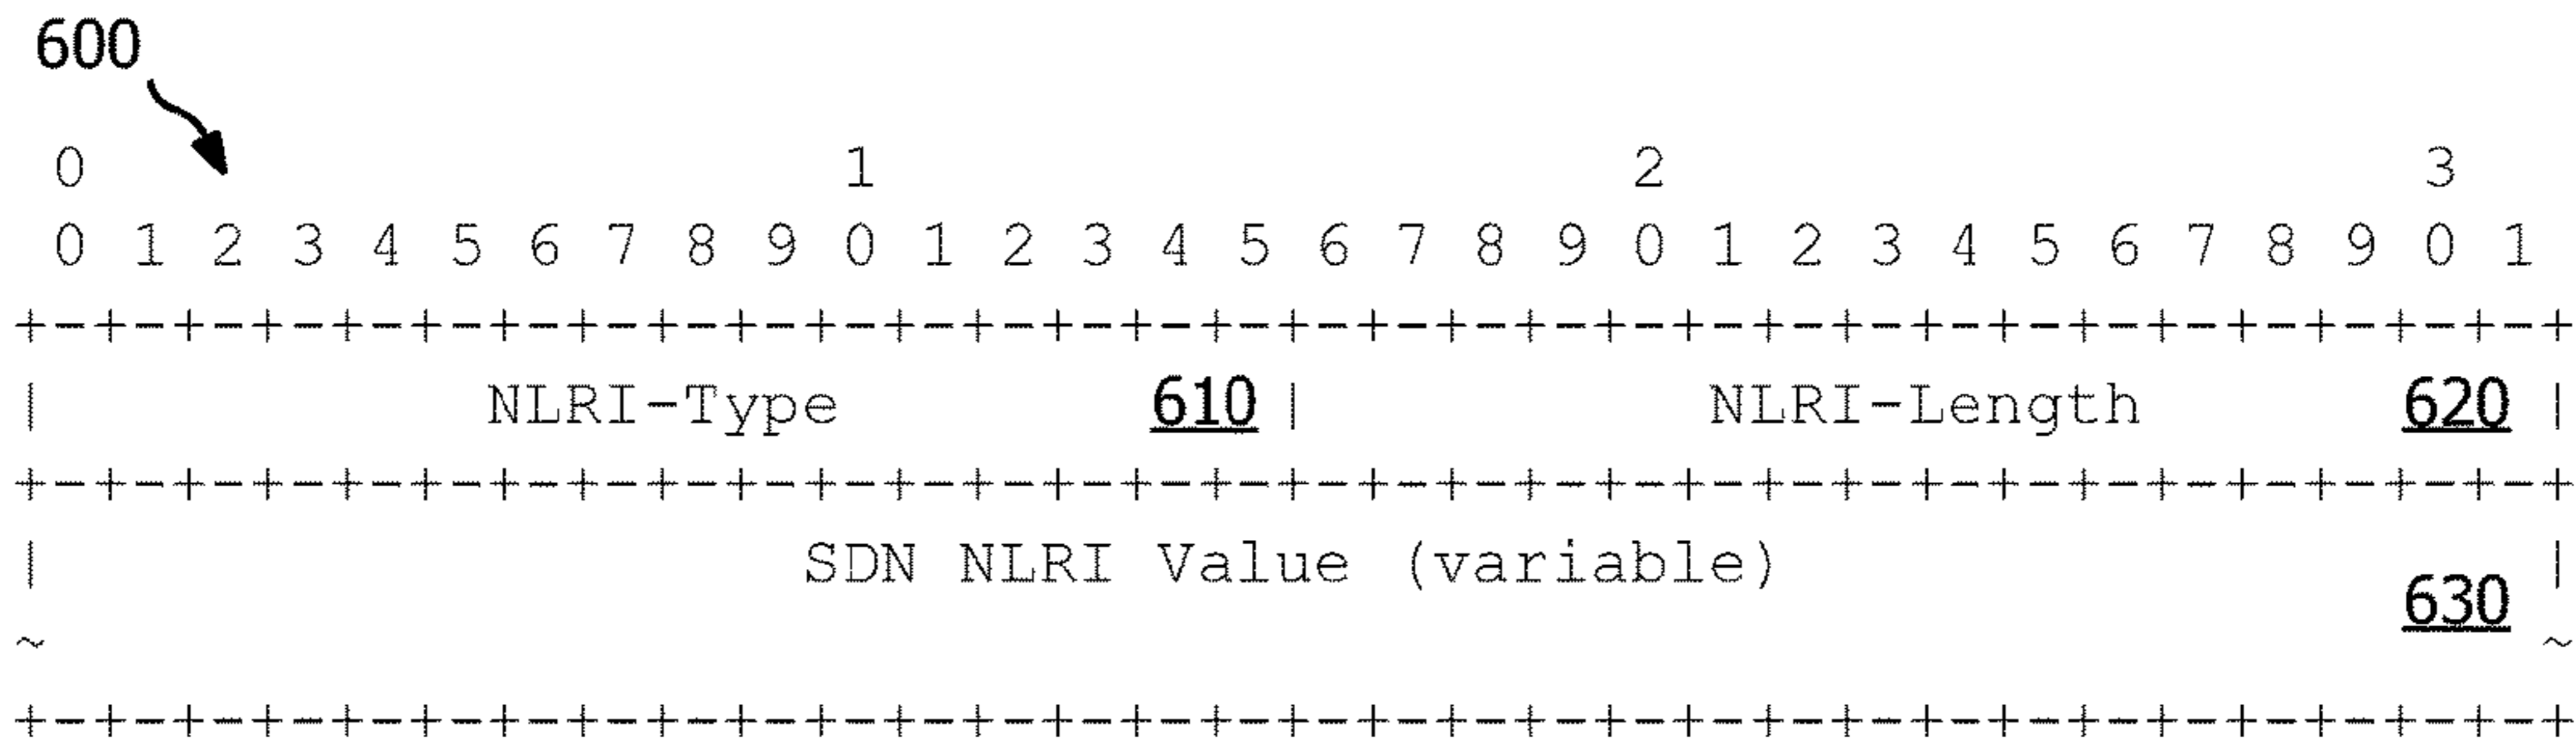 600
0 1 2 3
0 1 2 3 4 5 6 7 8 9 0 1 2 3 4 5 6 7 8 9 0 1 2 3 4 5 6 7 8 9 0 1
+-+-+-+-+-+-+-+-+-+-+-+-+-+-+-+-+-+-+-+-+-+-+-+-+-+-+-+-+-+-+-+-+
| NLRI-Type 610 | NLRI-Length 620 |
+-+-+-+-+-+-+-+-+-+-+-+-+-+-+-+-+-+-+-+-+-+-+-+-+-+-+-+-+-+-+-+-+
| SDN NLRI Value (variable) |
630
~ ~
+-+-+-+-+-+-+-+-+-+-+-+-+-+-+-+-+-+-+-+-+-+-+-+-+-+-+-+-+-+-+-+-+